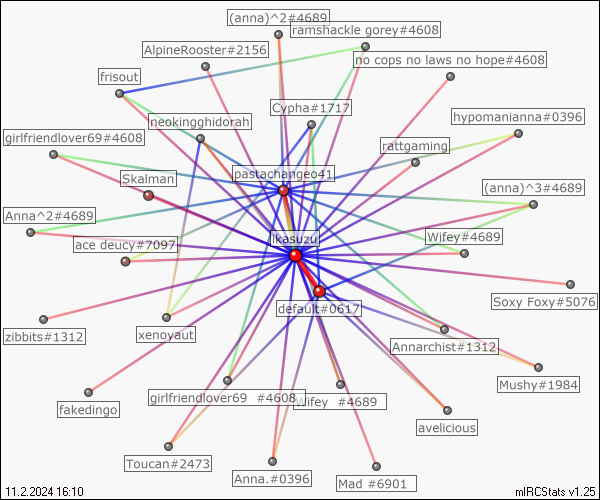 (anna)^2#4689
ramshackle gorey#4608
AlpineRooster#2156
no cops no laws no hope#4608
frisout
Cypha#1717
hypomanianna#0396
neokingghidorah
girlfriendlover69#4608
rattgaming
Skalman
pastachangeo41
(anna)^3#4689
Anna^2#4689
ikasuzu
Wifey#4689
ace deucy#7097
Soxy Foxy#5076
default#0617
zibbits#1312
xenoyaut
Annarchist#1312
Mushy#1984
girlfriendlover69 #4608
Wifey #4689
fakedingo
avelicious
Toucan#2473
Anna.#0396
Mad #6901
11.2.2024 16:10
mIRCStats v1.25